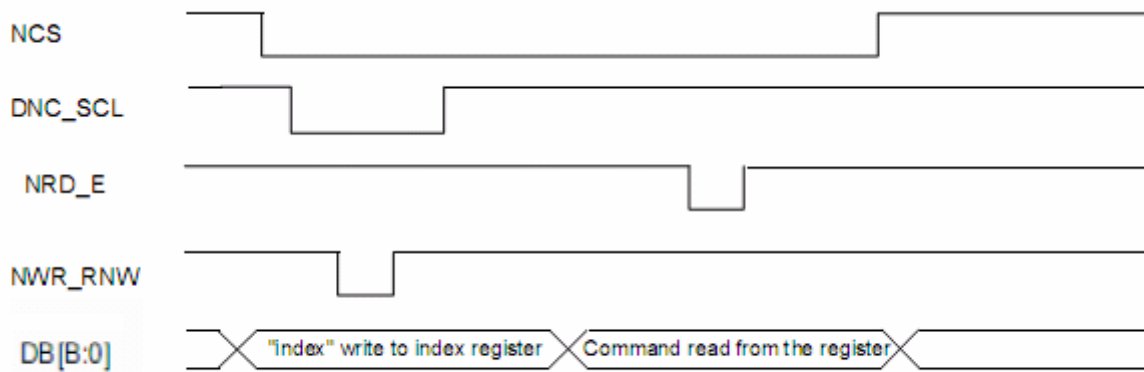 NCS
DNC_SCL
NRD_E
NWR_RNW
DB[B:0]
"index" write to index register
Command read from the register